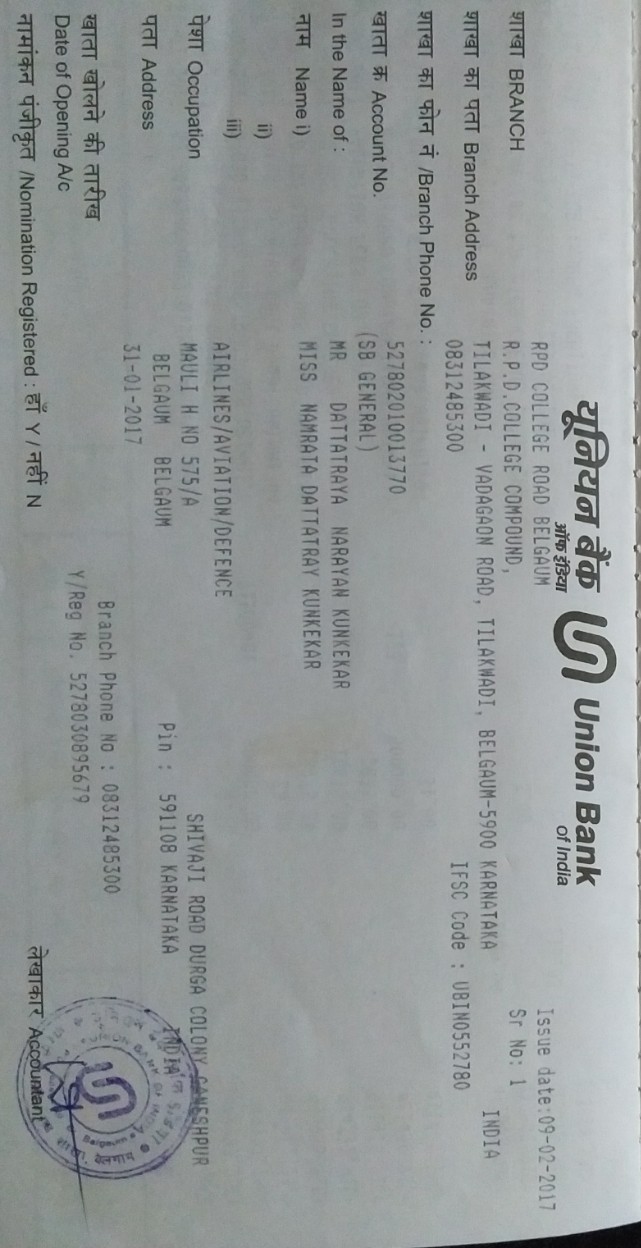 यूनियन बैंक Union Bank
ऑफ इंडिया of India
Issue date:09-02-2017
शाखा BRANCH RPD COLLEGE ROAD BELGAUM
Sr No: 1
R.P.D.COLLEGE COMPOUND,
शाखा का पता Branch Address TILAKWADI - VADAGAON ROAD, TILAKWADI, BELGAUM-5900 KARNATAKA INDIA
08312485300 IFSC Code : UBIN0552780
शाखा का फोन नं /Branch Phone No. :
खाता क्र Account No. 527802010013770
(SB GENERAL)
In the Name of : MR DATTATRAYA NARAYAN KUNKEKAR
नाम Name i) MISS NAMRATA DATTATRAY KUNKEKAR
ii)
iii)
AIRLINES/AVIATION/DEFENCE
पेशा Occupation MAULI H NO 575/A SHIVAJI ROAD DURGA COLONY GANESHPUR
पता Address BELGAUM BELGAUM Pin : 591108 KARNATAKA INDIA
31-01-2017
खाता खोलने की तारीख Branch Phone No : 08312485300
Date of Opening A/c Y/Reg No. 5278030895679
नामांकन पंजीकृत /Nomination Registered : हाँ Y / नहीं N लेखाकार Accountant